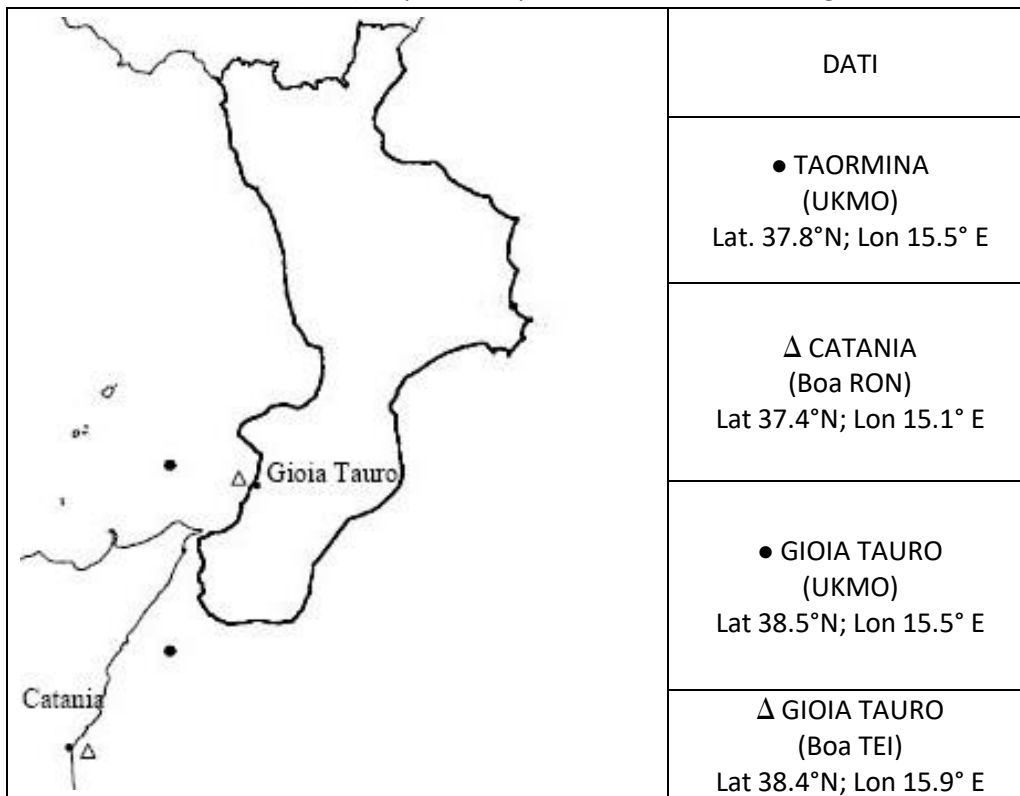 DATI
● TAORMINA
(UKMO)
Lat. 37.8°N; Lon 15.5° E
Δ CATANIA
(Boa RON)
Lat 37.4°N; Lon 15.1° E
● GIOIA TAURO
(UKMO)
Lat 38.5°N; Lon 15.5° E
Δ GIOIA TAURO
(Boa TEI)
Lat 38.4°N; Lon 15.9° E
Gioia Tauro
Catania